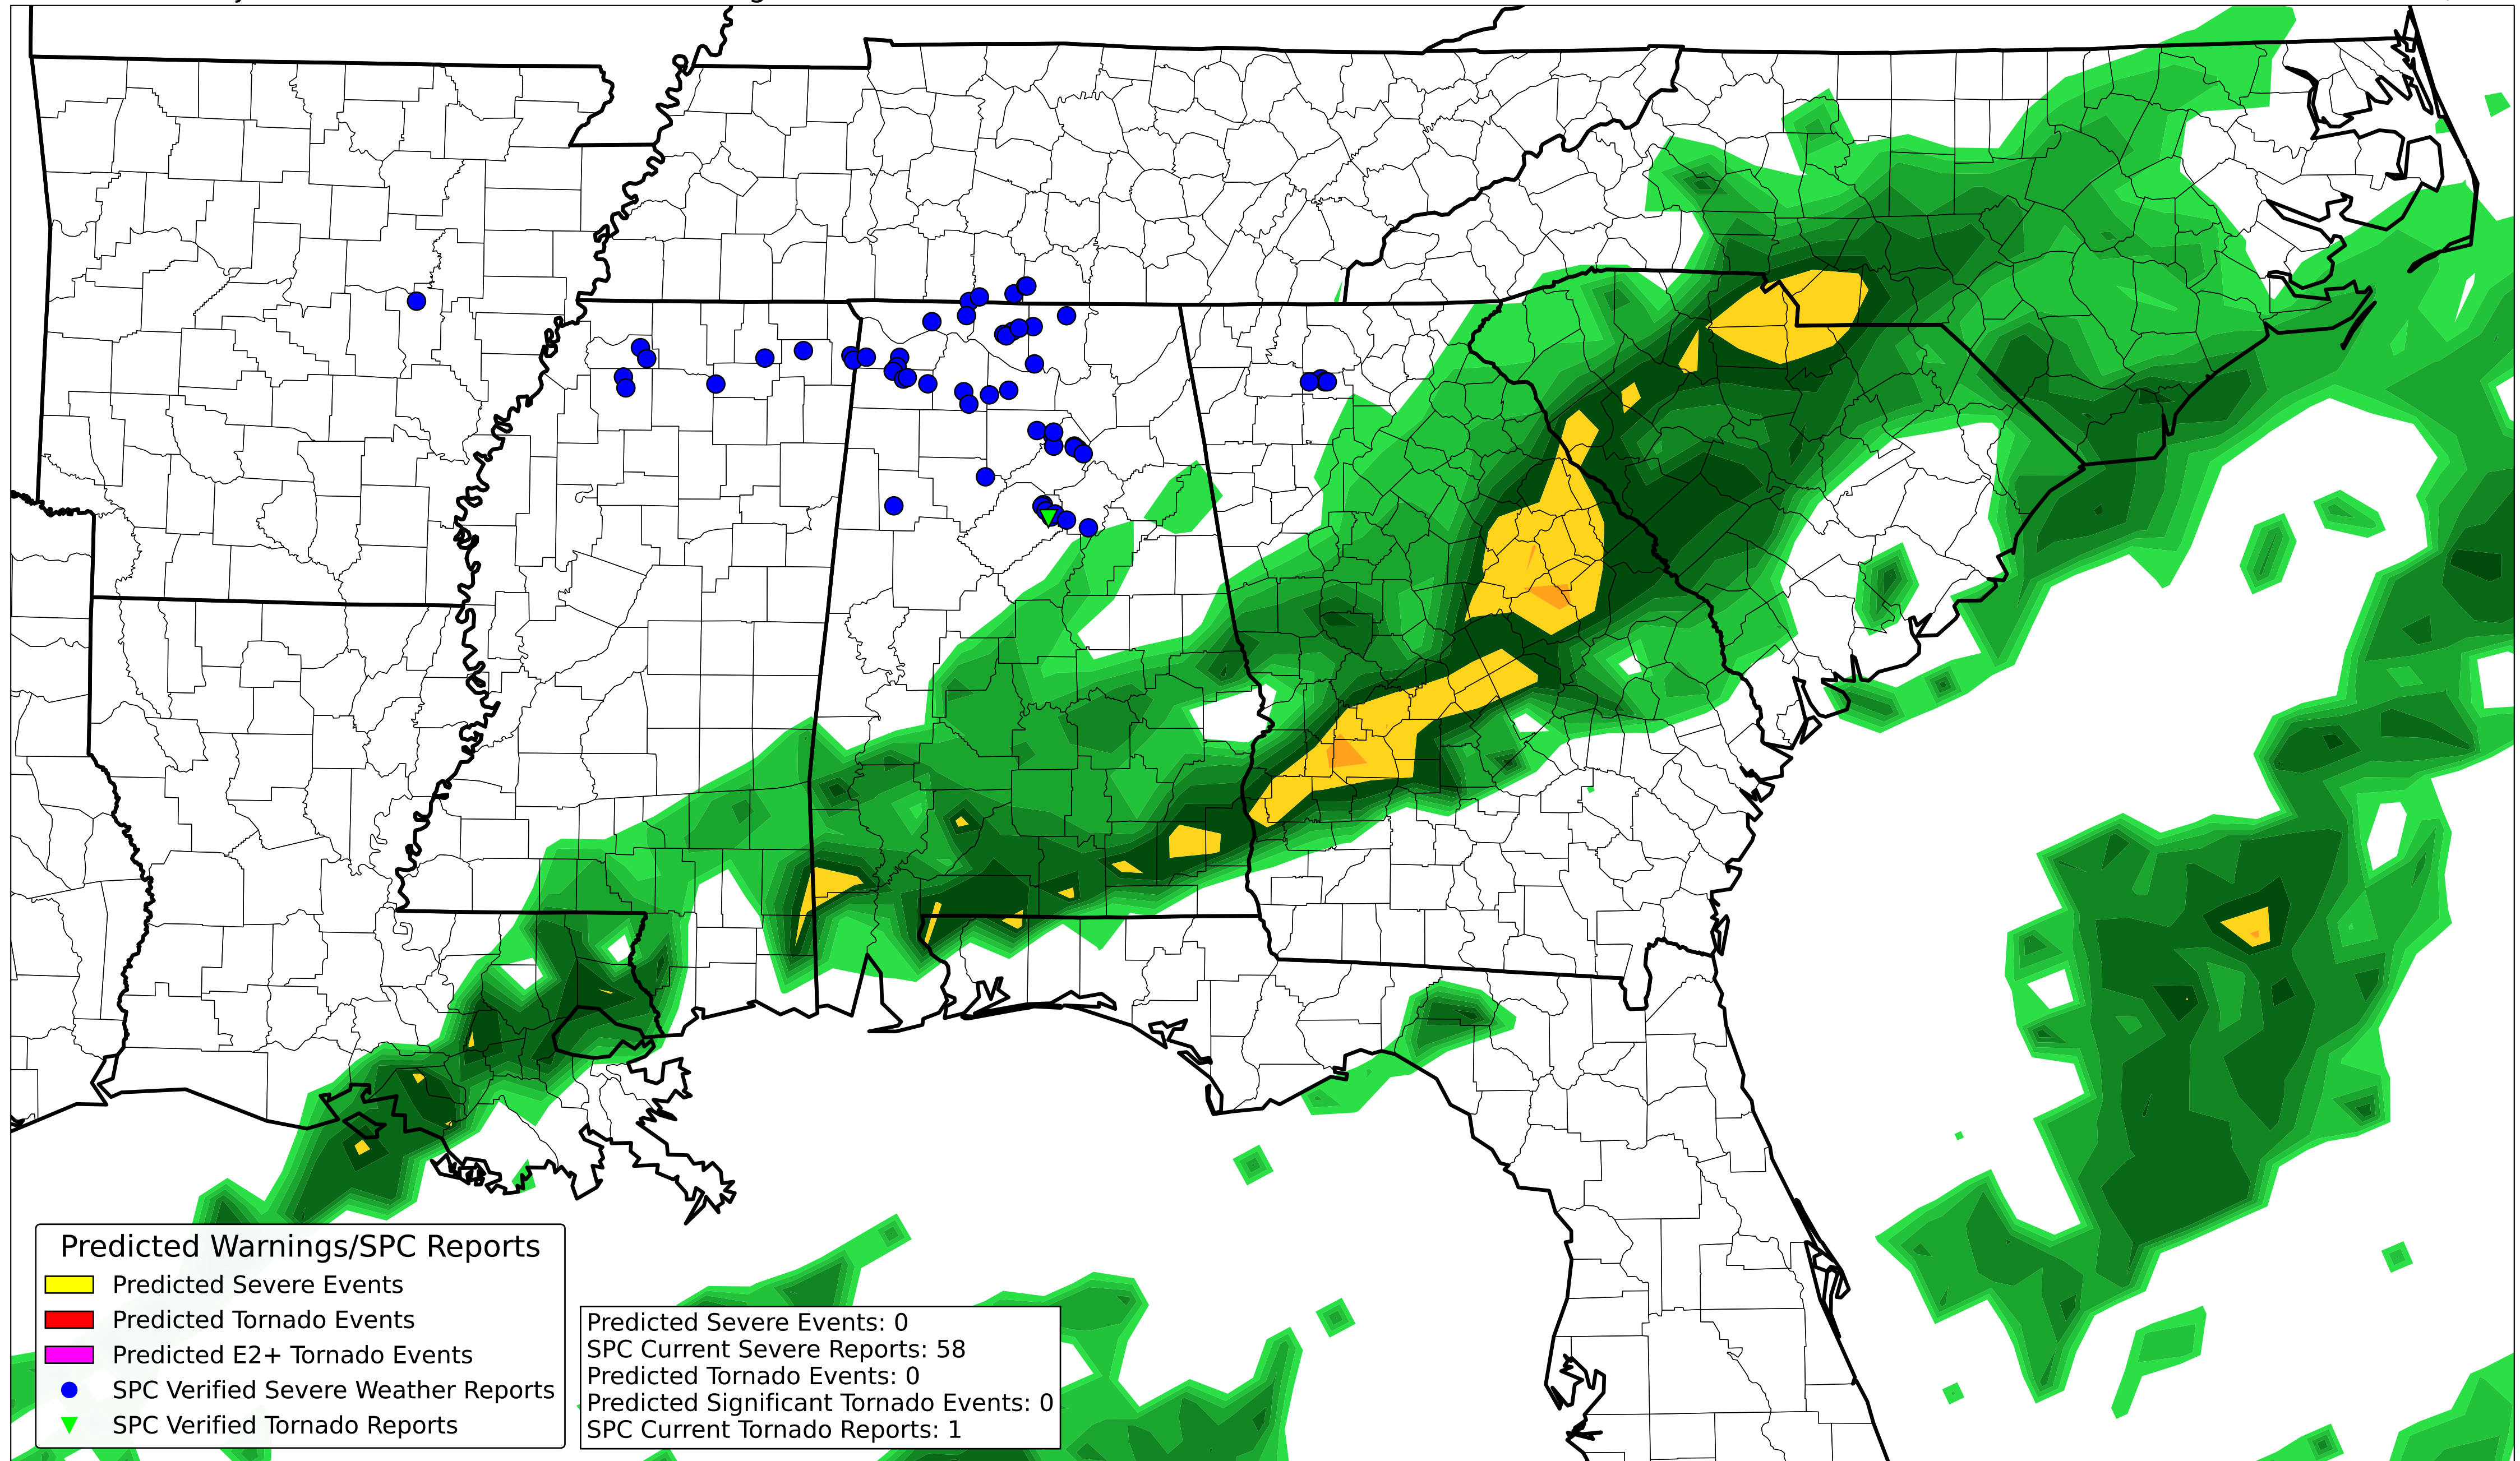 Predicted Warnings/SPC Reports
Predicted Severe Events
Predicted Tornado Events
Predicted E2+ Tornado Events
SPC Verified Severe Weather Reports
SPC Verified Tornado Reports
Predicted Severe Events: 0
SPC Current Severe Reports: 58
Predicted Tornado Events: 0
Predicted Significant Tornado Events: 0
SPC Current Tornado Reports: 1